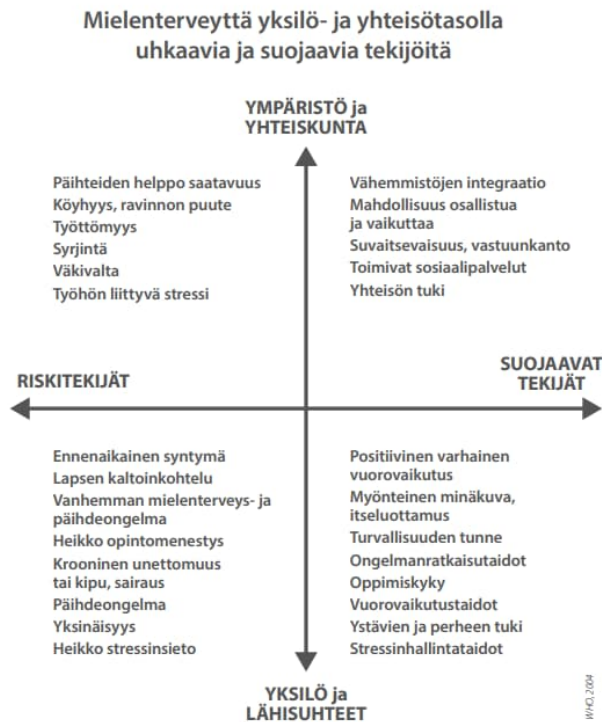 Mielenterveyttä yksilö- ja yhteisötasolla
uhkaavia ja suojaavia tekijöitä
YMPÄRISTÖ ja
YHTEISKUNTA
Päihteiden helppo saatavuus
Köyhyys, ravinnon puute
Työttömyys
Syrjintä
Väkivalta
Työhön liittyvä stressi
Vähemmistöjen integraatio
Mahdollisuus osallistua
ja vaikuttaa
Suvaitsevaisuus, vastuunkanto
Toimivat sosiaalipalvelut
Yhteisön tuki
RISKITEKIJÄT
SUOJAAVAT
TEKIJÄT
Ennenaikainen syntymä
Lapsen kaltoinkohtelu
Vanhemman mielenterveys- ja
päihdeongelma
Heikko opintomenestys
Krooninen unettomuus
tai kipu, sairaus
Päihdeongelma
Yksinäisyys
Heikko stressinsieto
Positiivinen varhainen
vuorovaikutus
Myönteinen minäkuva,
itseluottamus
Turvallisuuden tunne
Ongelmanratkaisutaidot
Oppimiskyky
Vuorovaikutustaidot
Ystävien ja perheen tuki
Stressinhallintataidot
YKSILÖ ja
LÄHISUHTEET
WHO, 2004